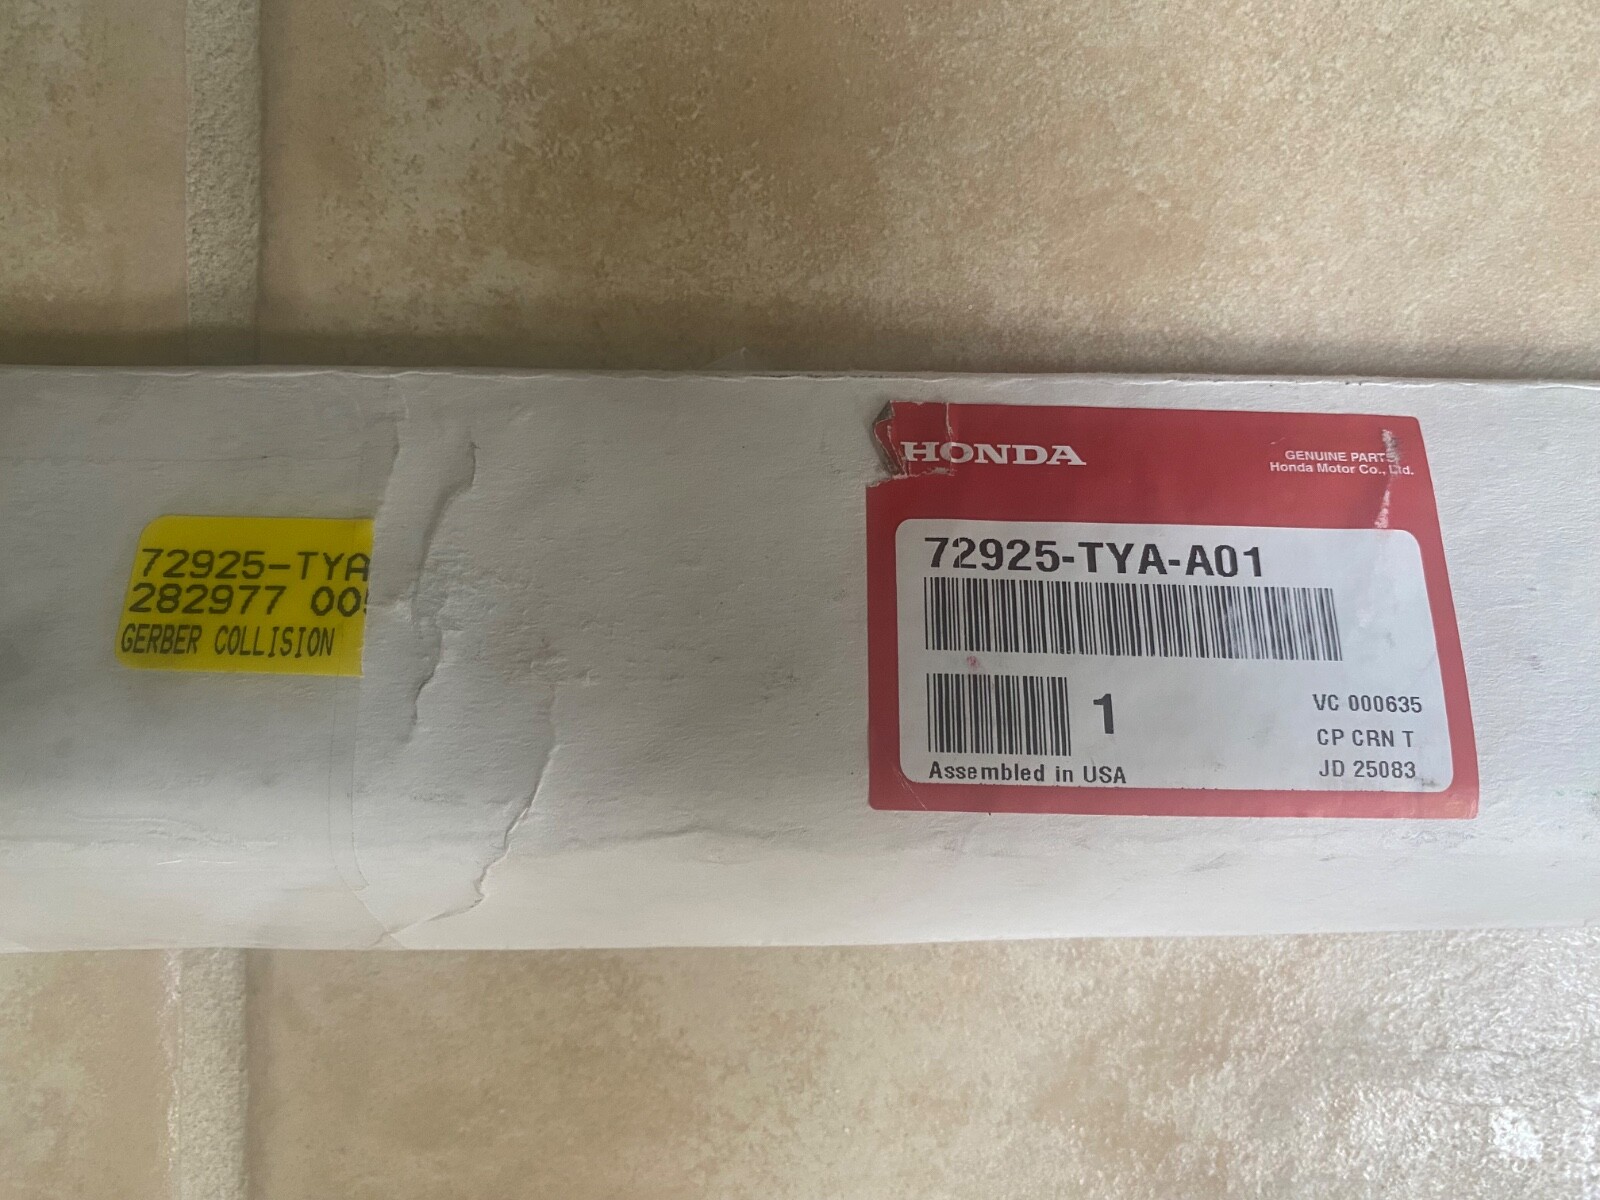 72925-TYA
282977 00
GERBER COLLISION
HONDA
GENUINE PARTS
Honda Motor Co., Ltd.
72925-TYA-A01
1
VC 000635
CP CRN T
JD 25083
Assembled in USA